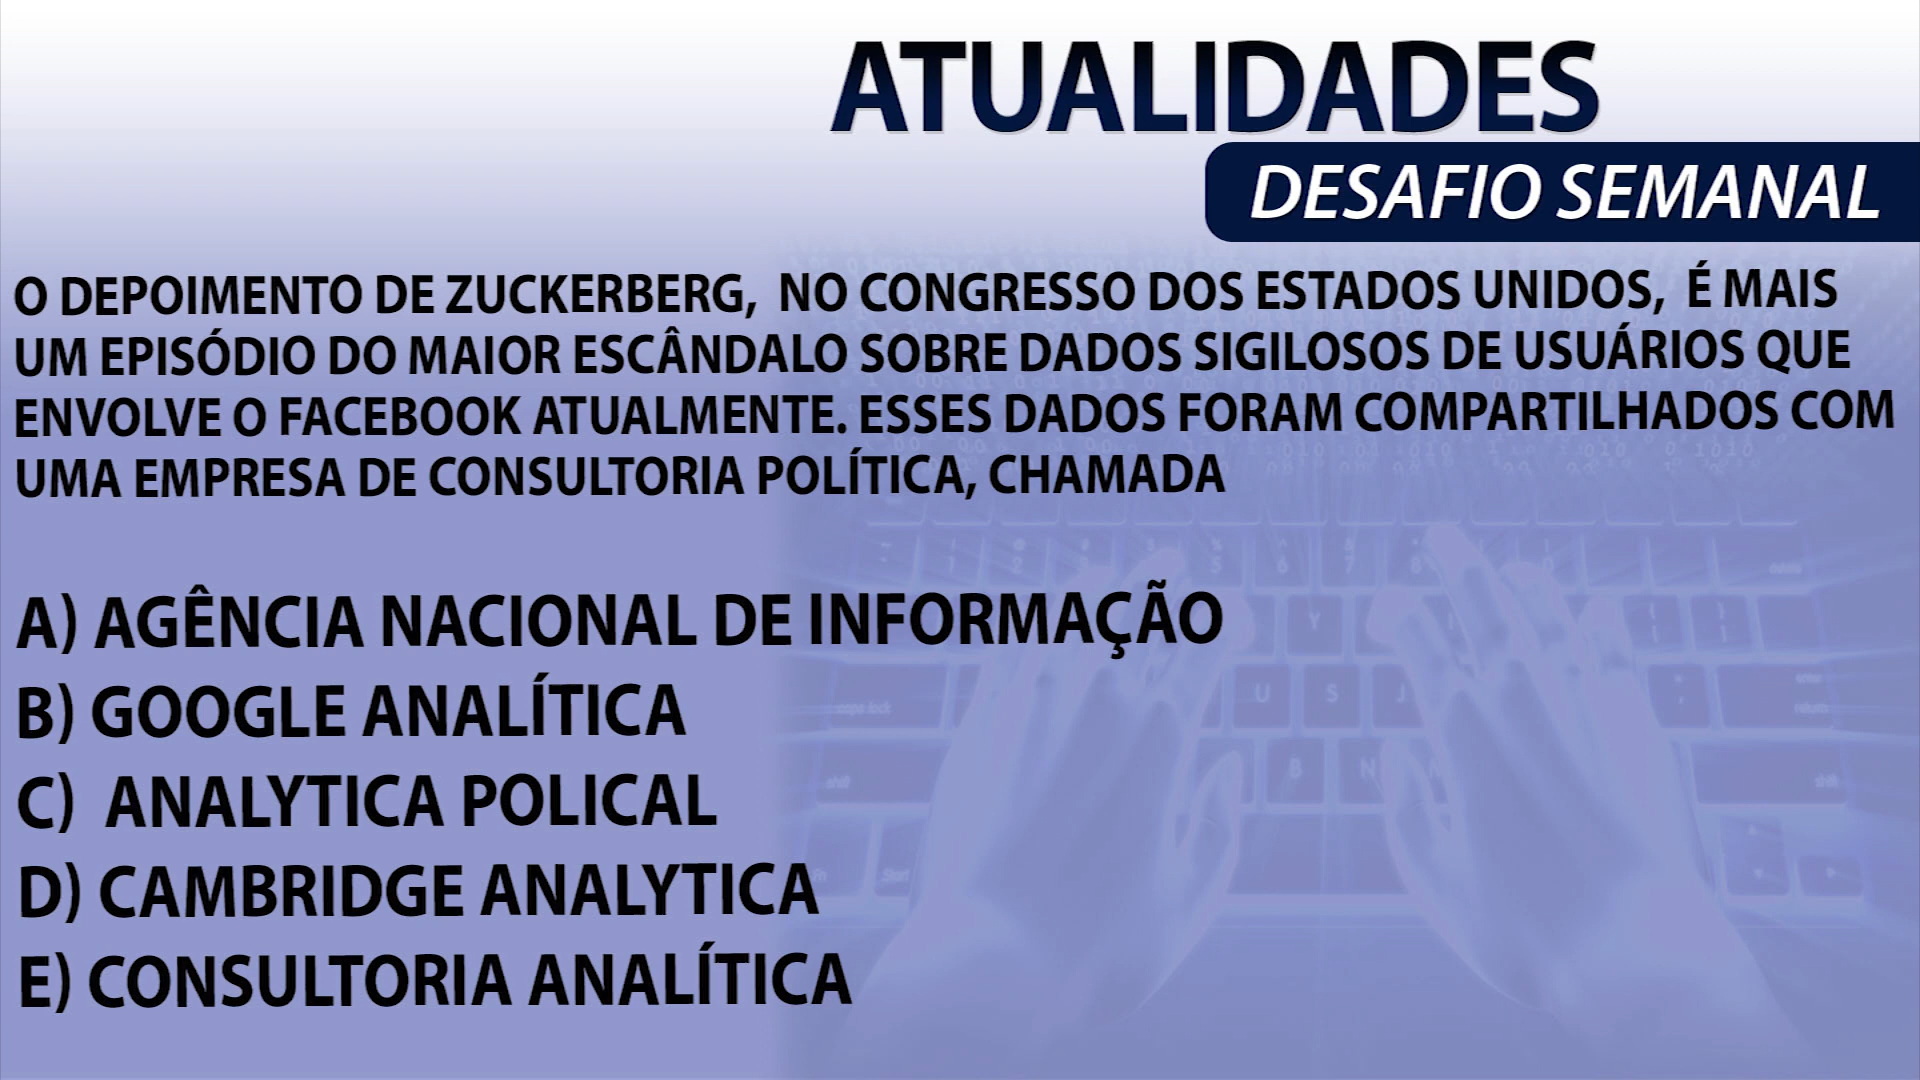 ATUALIDADES
DESAFIO SEMANAL
O DEPOIMENTO DE ZUCKERBERG, NO CONGRESSO DOS ESTADOS UNIDOS, É MAIS
UM EPISÓDIO DO MAIOR ESCÂNDALO SOBRE DADOS SIGILOSOS DE USUÁRIOS QUE
ENVOLVE O FACEBOOK ATUALMENTE. ESSES DADOS FORAM COMPARTILHADOS COM
UMA EMPRESA DE CONSULTORIA POLÍTICA, CHAMADA
A) AGÊNCIA NACIONAL DE INFORMAÇÃO
B) GOOGLE ANALÍTICA
C) ANALYTICA POLICAL
D) CAMBRIDGE ANALYTICA
E) CONSULTORIA ANALÍTICA